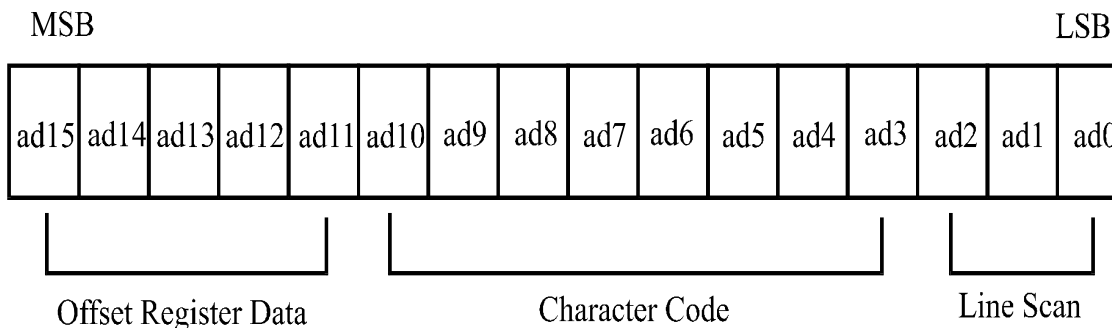 MSB LSB
ad15 ad14 ad13 ad12 ad11 ad10 ad9 ad8 ad7 ad6 ad5 ad4 ad3 ad2 ad1 ad0
Offset Register Data Character Code Line Scan